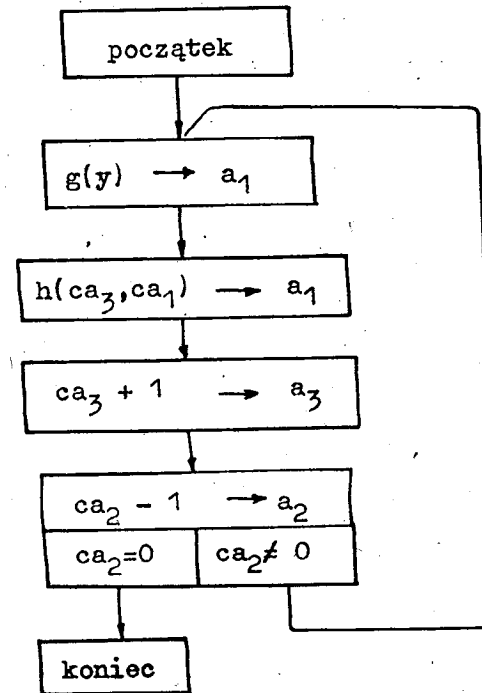 początek
g(y) → a₁
h(ca₃,ca₁) → a₁
ca₃ + 1 → a₃
ca₂ - 1 → a₂
ca₂=0 ca₂≠ 0
koniec